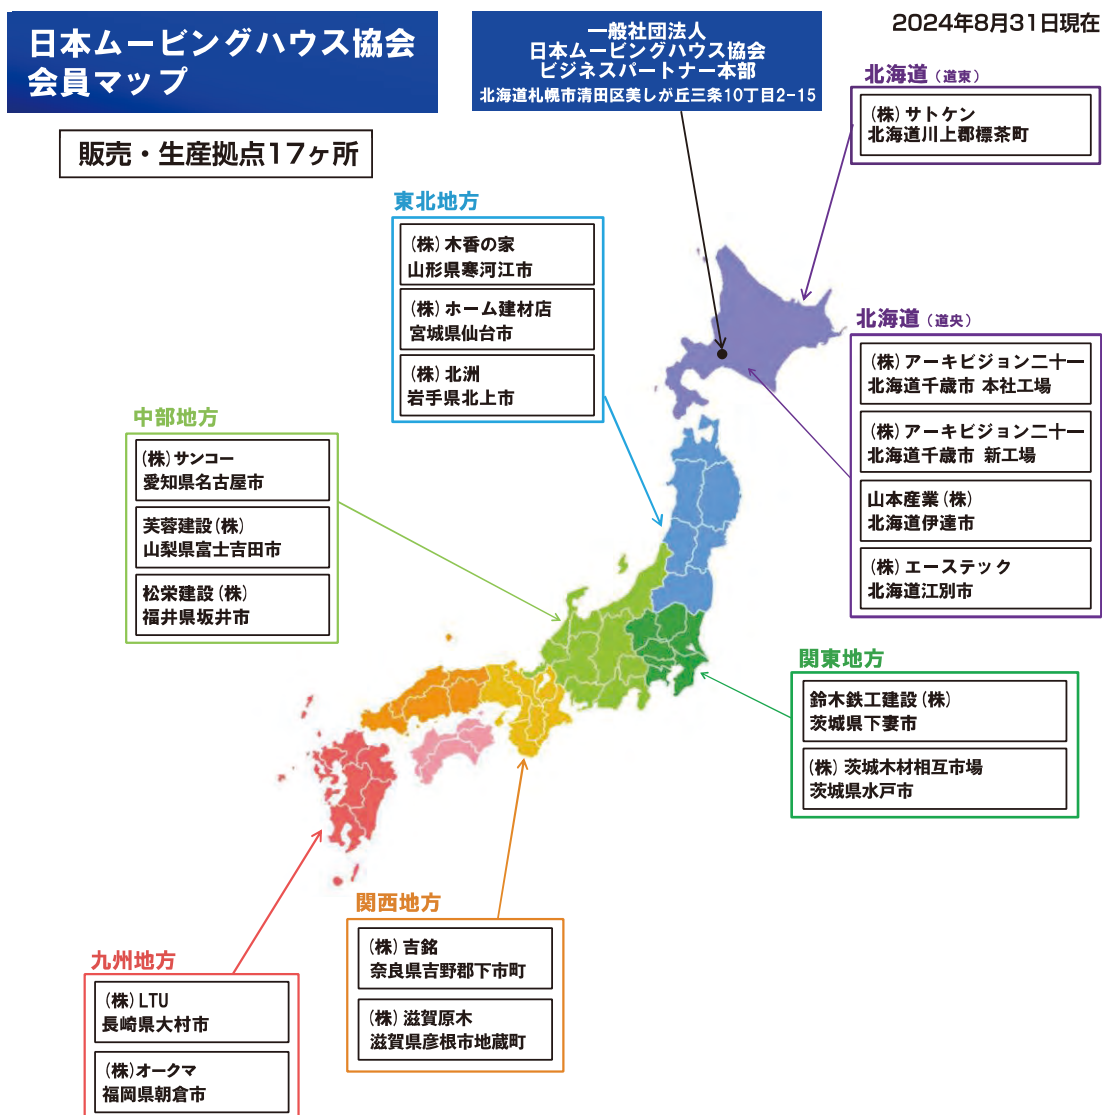 日本ムービングハウス協会
会員マップ
一般社団法人
日本ムービングハウス協会
ビジネスパートナー本部
北海道札幌市清田区美しが丘三条10丁目2-15
2024年8月31日現在
販売・生産拠点17ヶ所
北海道（道東）
(株)サトケン
北海道川上郡標茶町
東北地方
(株)木香の家
山形県寒河江市
(株)ホーム建材店
宮城県仙台市
(株)北洲
岩手県北上市
北海道（道央）
(株)アーキビジョン二十一
北海道千歳市 本社工場
(株)アーキビジョン二十一
北海道千歳市 新工場
山本産業(株)
北海道伊達市
(株)エーステック
北海道江別市
中部地方
(株)サンコー
愛知県名古屋市
芙蓉建設(株)
山梨県富士吉田市
松栄建設(株)
福井県坂井市
関東地方
鈴木鉄工建設(株)
茨城県下妻市
(株)茨城木材相互市場
茨城県水戸市
関西地方
(株)吉銘
奈良県吉野郡下市町
(株)滋賀原木
滋賀県彦根市地蔵町
九州地方
(株)LTU
長崎県大村市
(株)オークマ
福岡県朝倉市